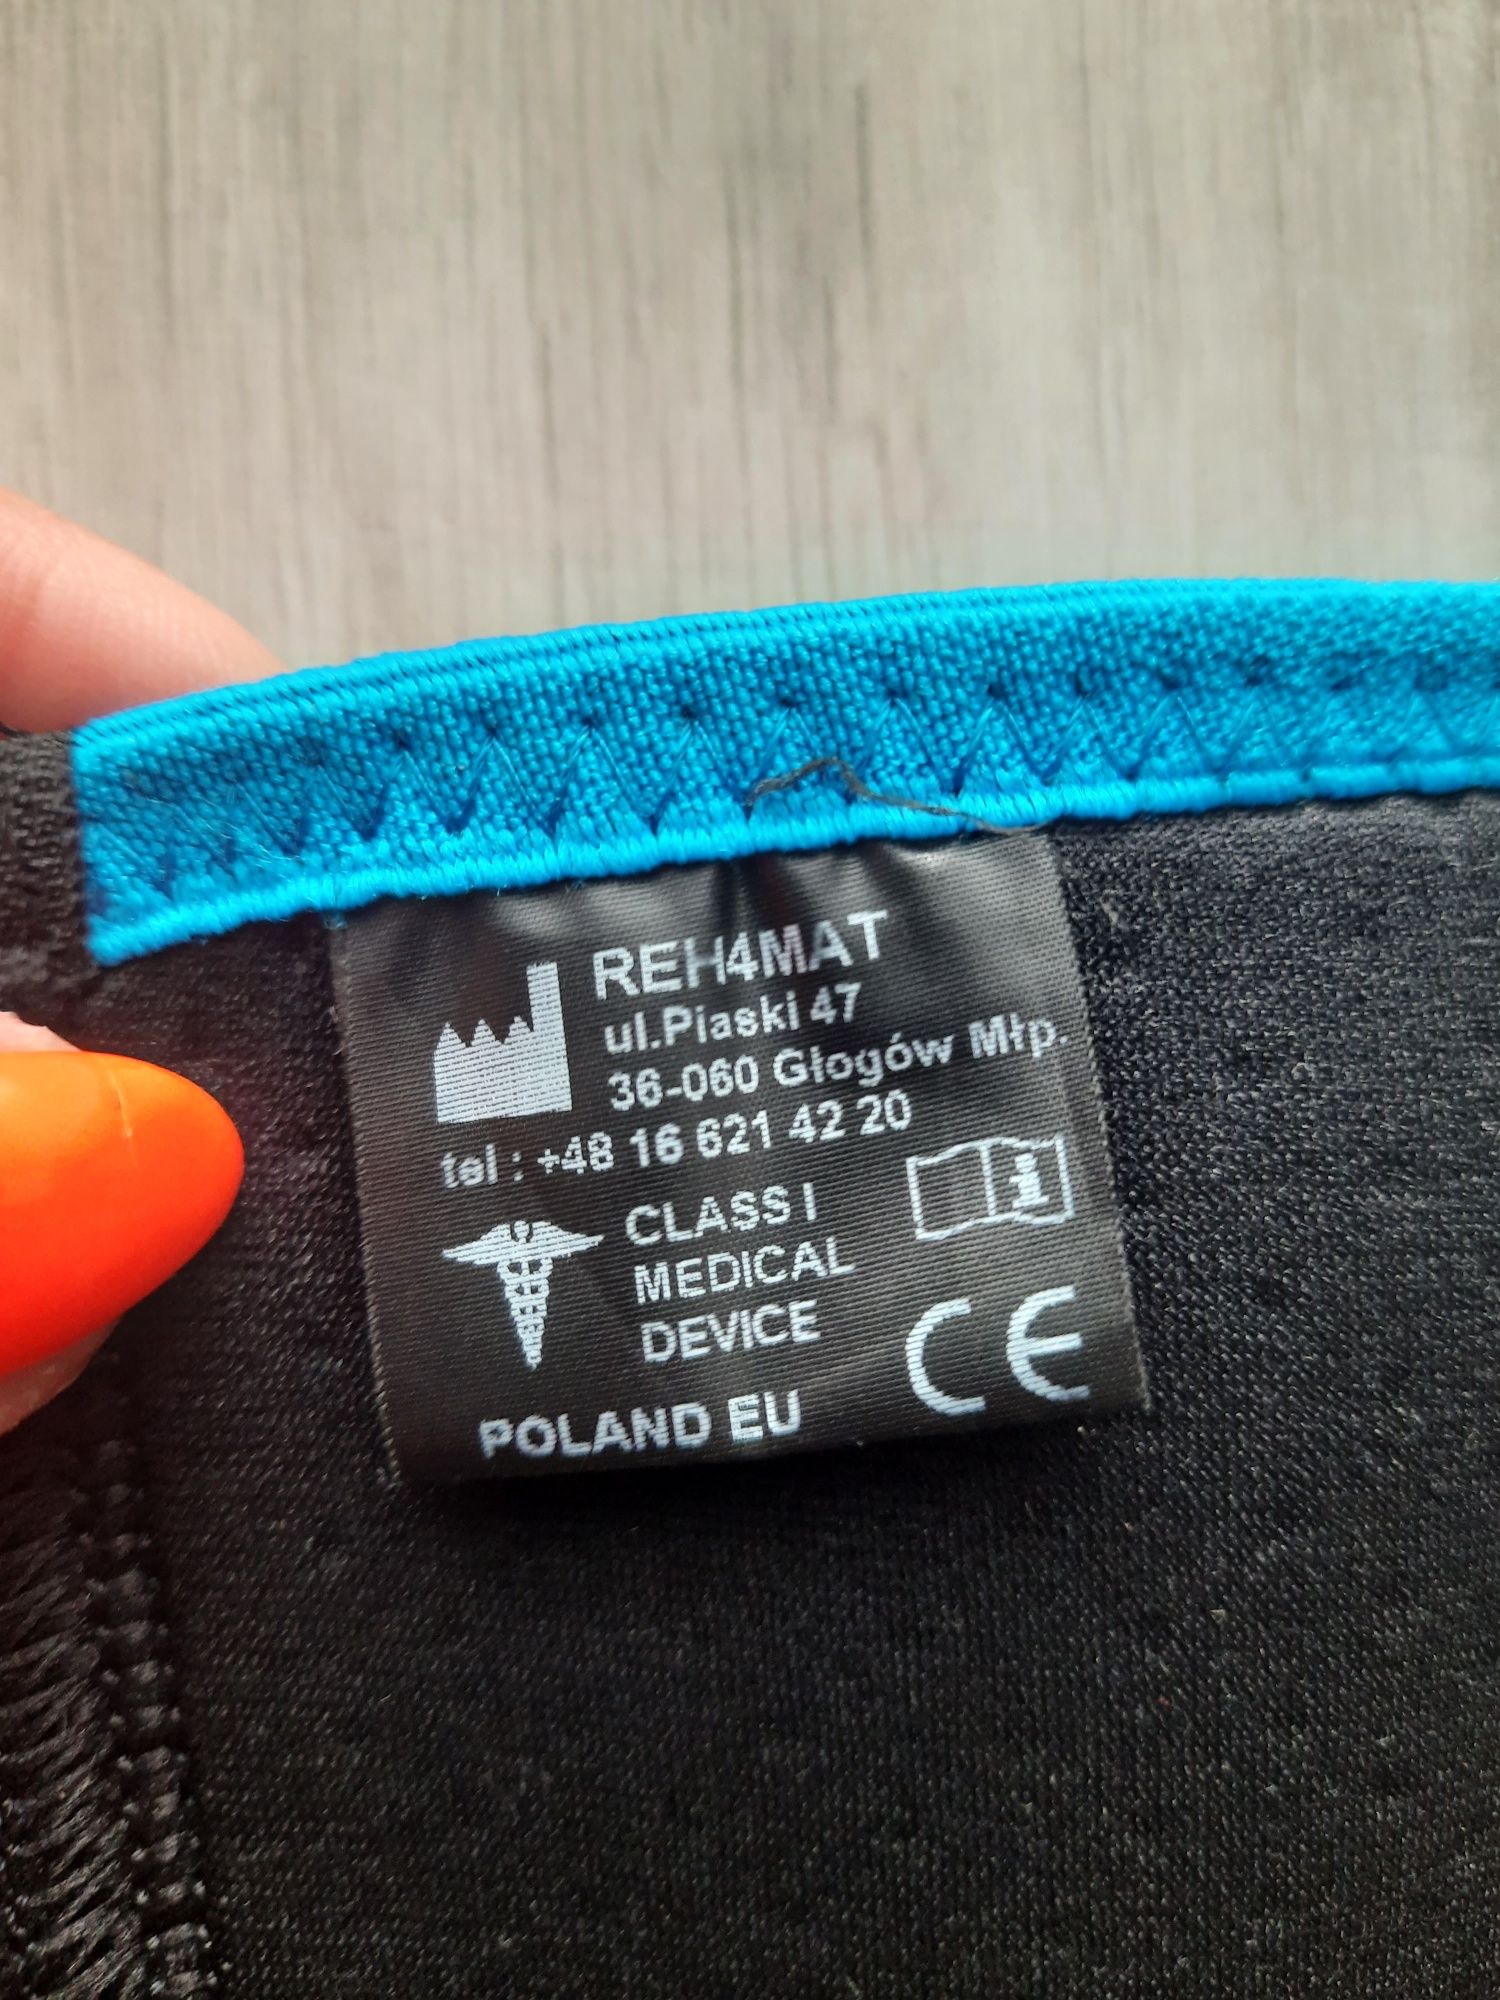 REH4MAT
ul.Piaski 47
36-060 Głogów Młp.
tel : +48 16 621 42 20
CLASS I
MEDICAL
DEVICE
i
CE
POLAND EU